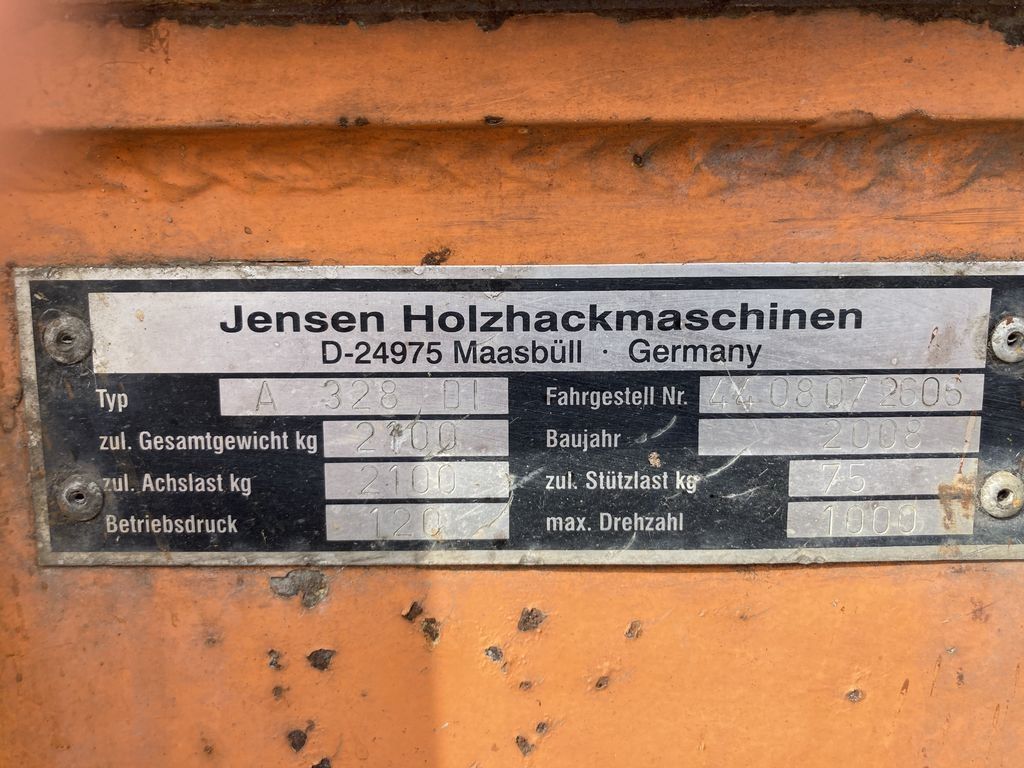 Jensen Holzhackmaschinen
D-24975 Maasbüll · Germany
Typ A 328 DI Fahrgestell Nr. 44 08 07 2606
zul. Gesamtgewicht kg 2100 Baujahr 2008
zul. Achslast kg 2100 zul. Stützlast kg 75
Betriebsdruck 120 max. Drehzahl 1000